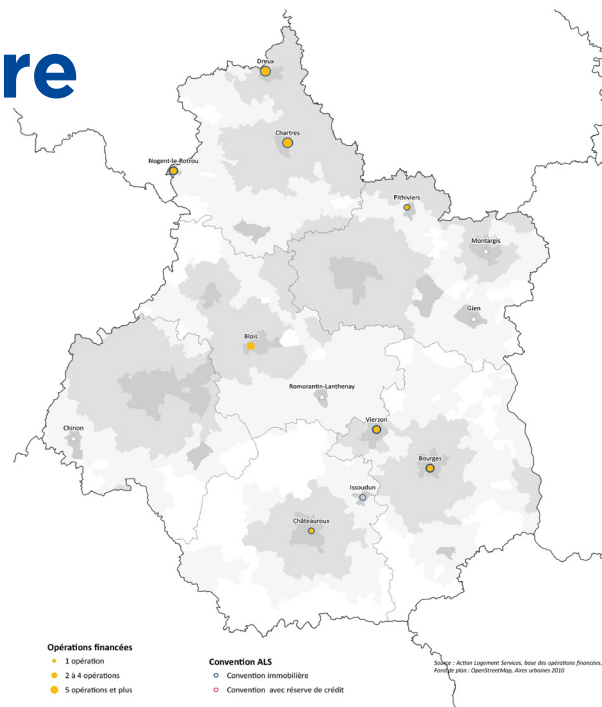 re
Dreux
Chartres
Nogent-le-Rotrou
Pithiviers
Montargis
Gien
Blois
Romorantin-Lanthenay
Chinon
Vierzon
Bourges
Issoudun
Châteauroux
Opérations financées
1 opération
2 à 4 opérations
5 opérations et plus
Convention ALS
Convention immobilière
Convention avec réserve de crédit
Source : Action Logement Services, base des opérations financées.
Fond de plan : OpenStreetMap, Aires urbaines 2010